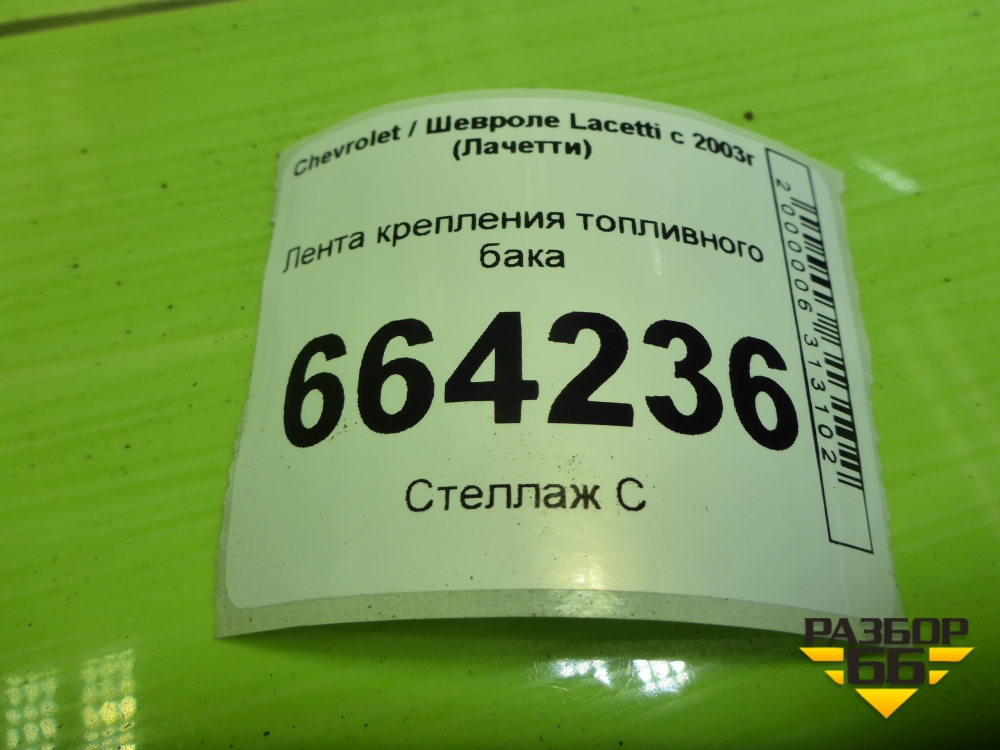 Chevrolet / Шевроле Lacetti с 2003г
(Лачетти)
Лента крепления топливного
бака
664236
Стеллаж С
2000006313102
РАЗБОР
66